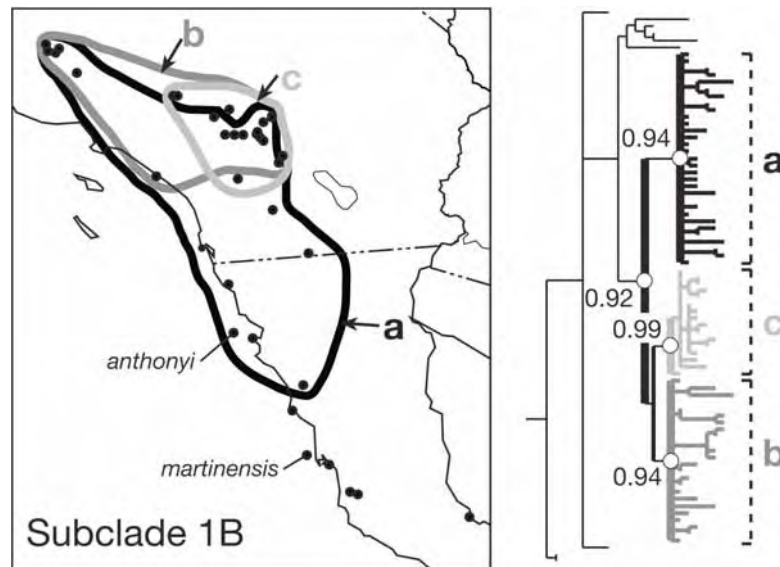 b
c
a
anthonyi
martinensis
Subclade 1B
0.94
a
0.92
0.99
c
b
0.94